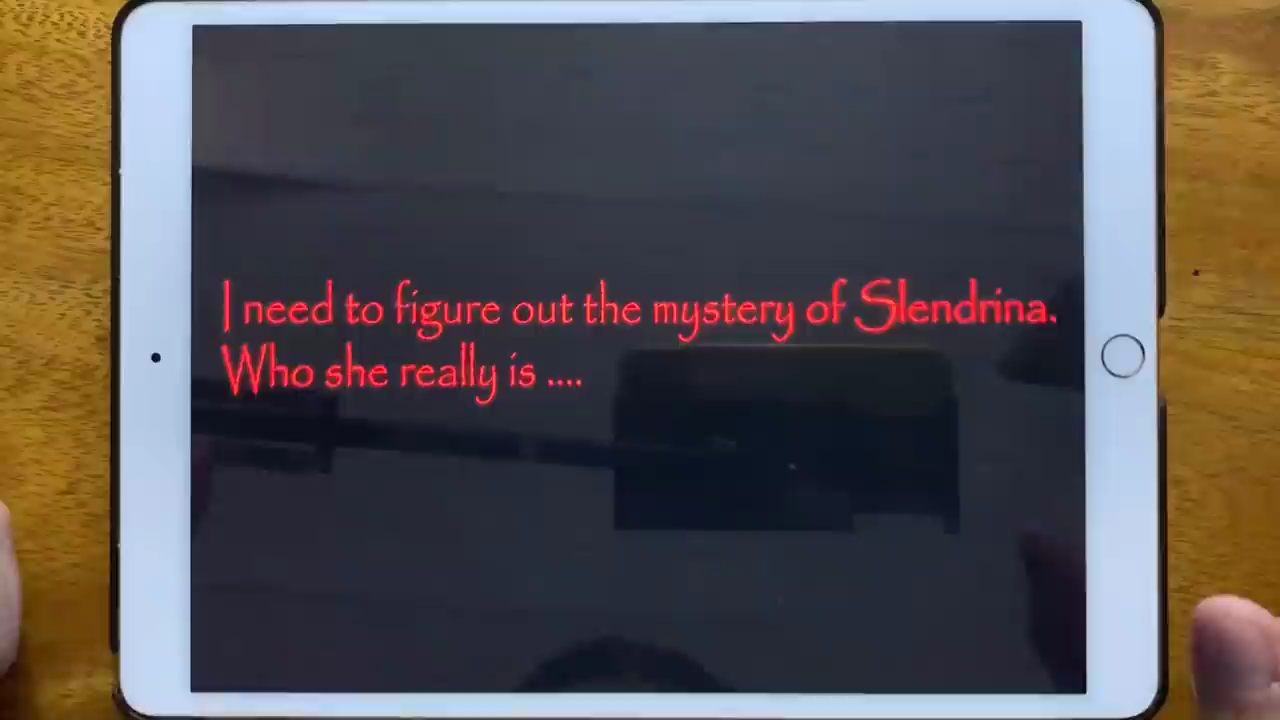 I need to figure out the mystery of Slendrina.
Who she really is ....